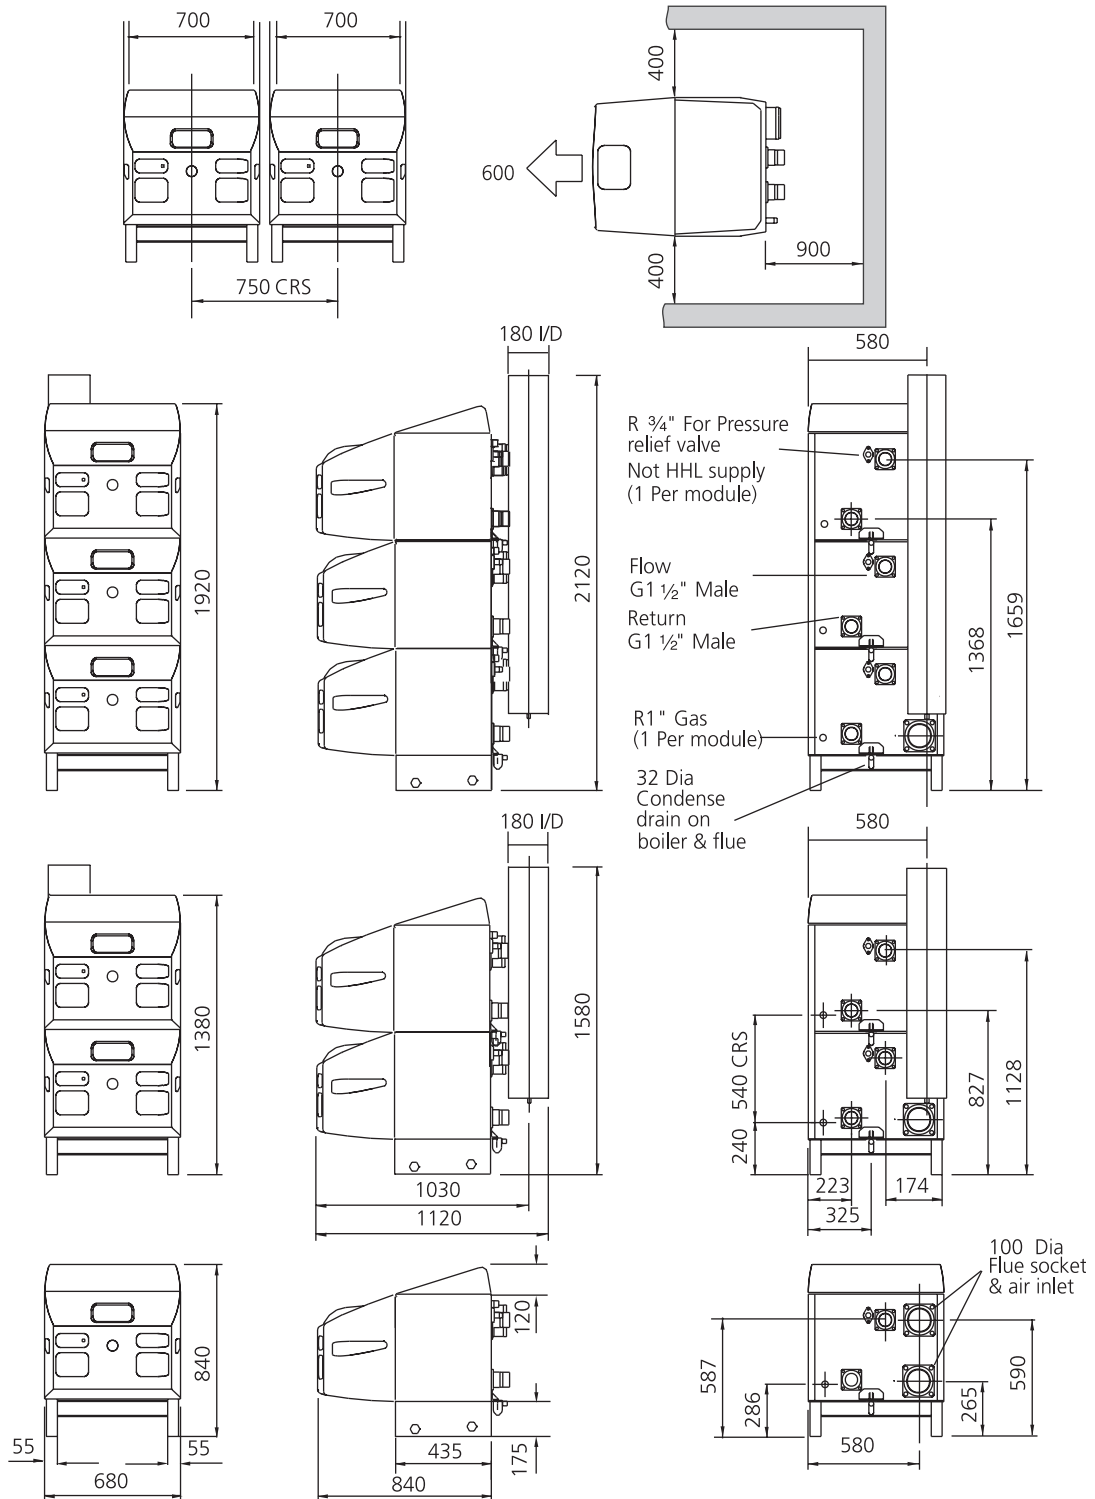 700
700
750 CRS
600
400
400
900
180 I/D
580
1920
2120
R ¾" For Pressure
relief valve
Not HHL supply
(1 Per module)
Flow
G1 ½" Male
Return
G1 ½" Male
R1" Gas
(1 Per module)
32 Dia
Condense
drain on
boiler & flue
1368
1659
180 I/D
580
1380
1580
1030
1120
540 CRS
240
827
1128
223
174
325
840
55
55
680
120
435
175
840
100 Dia
Flue socket
& air inlet
587
286
590
265
580